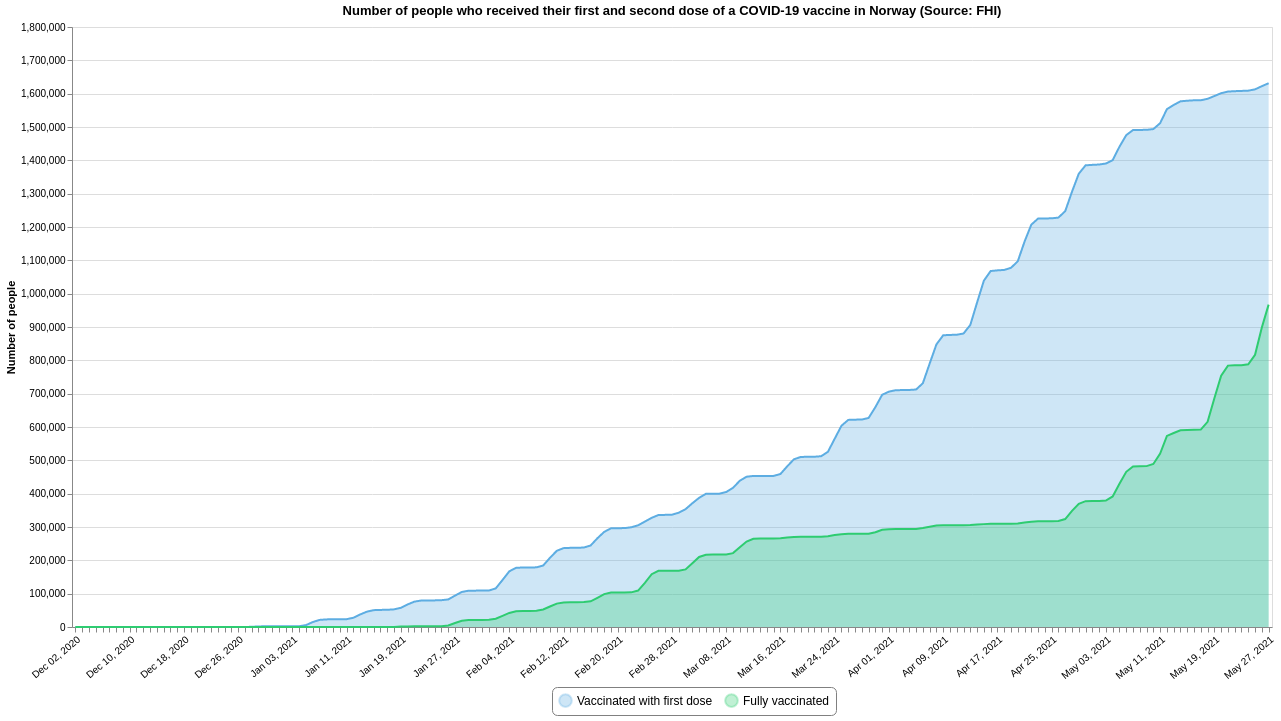 Number of people who received their first and second dose of a COVID-19 vaccine in Norway (Source: FHI)
Number of people
1,800,000
1,700,000
1,600,000
1,500,000
1,400,000
1,300,000
1,200,000
1,100,000
1,000,000
900,000
800,000
700,000
600,000
500,000
400,000
300,000
200,000
100,000
0
Dec 02, 2020
Dec 10, 2020
Dec 18, 2020
Dec 26, 2020
Jan 03, 2021
Jan 11, 2021
Jan 19, 2021
Jan 27, 2021
Feb 04, 2021
Feb 12, 2021
Feb 20, 2021
Feb 28, 2021
Mar 08, 2021
Mar 16, 2021
Mar 24, 2021
Apr 01, 2021
Apr 09, 2021
Apr 17, 2021
Apr 25, 2021
May 03, 2021
May 11, 2021
May 19, 2021
May 27, 2021
Vaccinated with first dose
Fully vaccinated